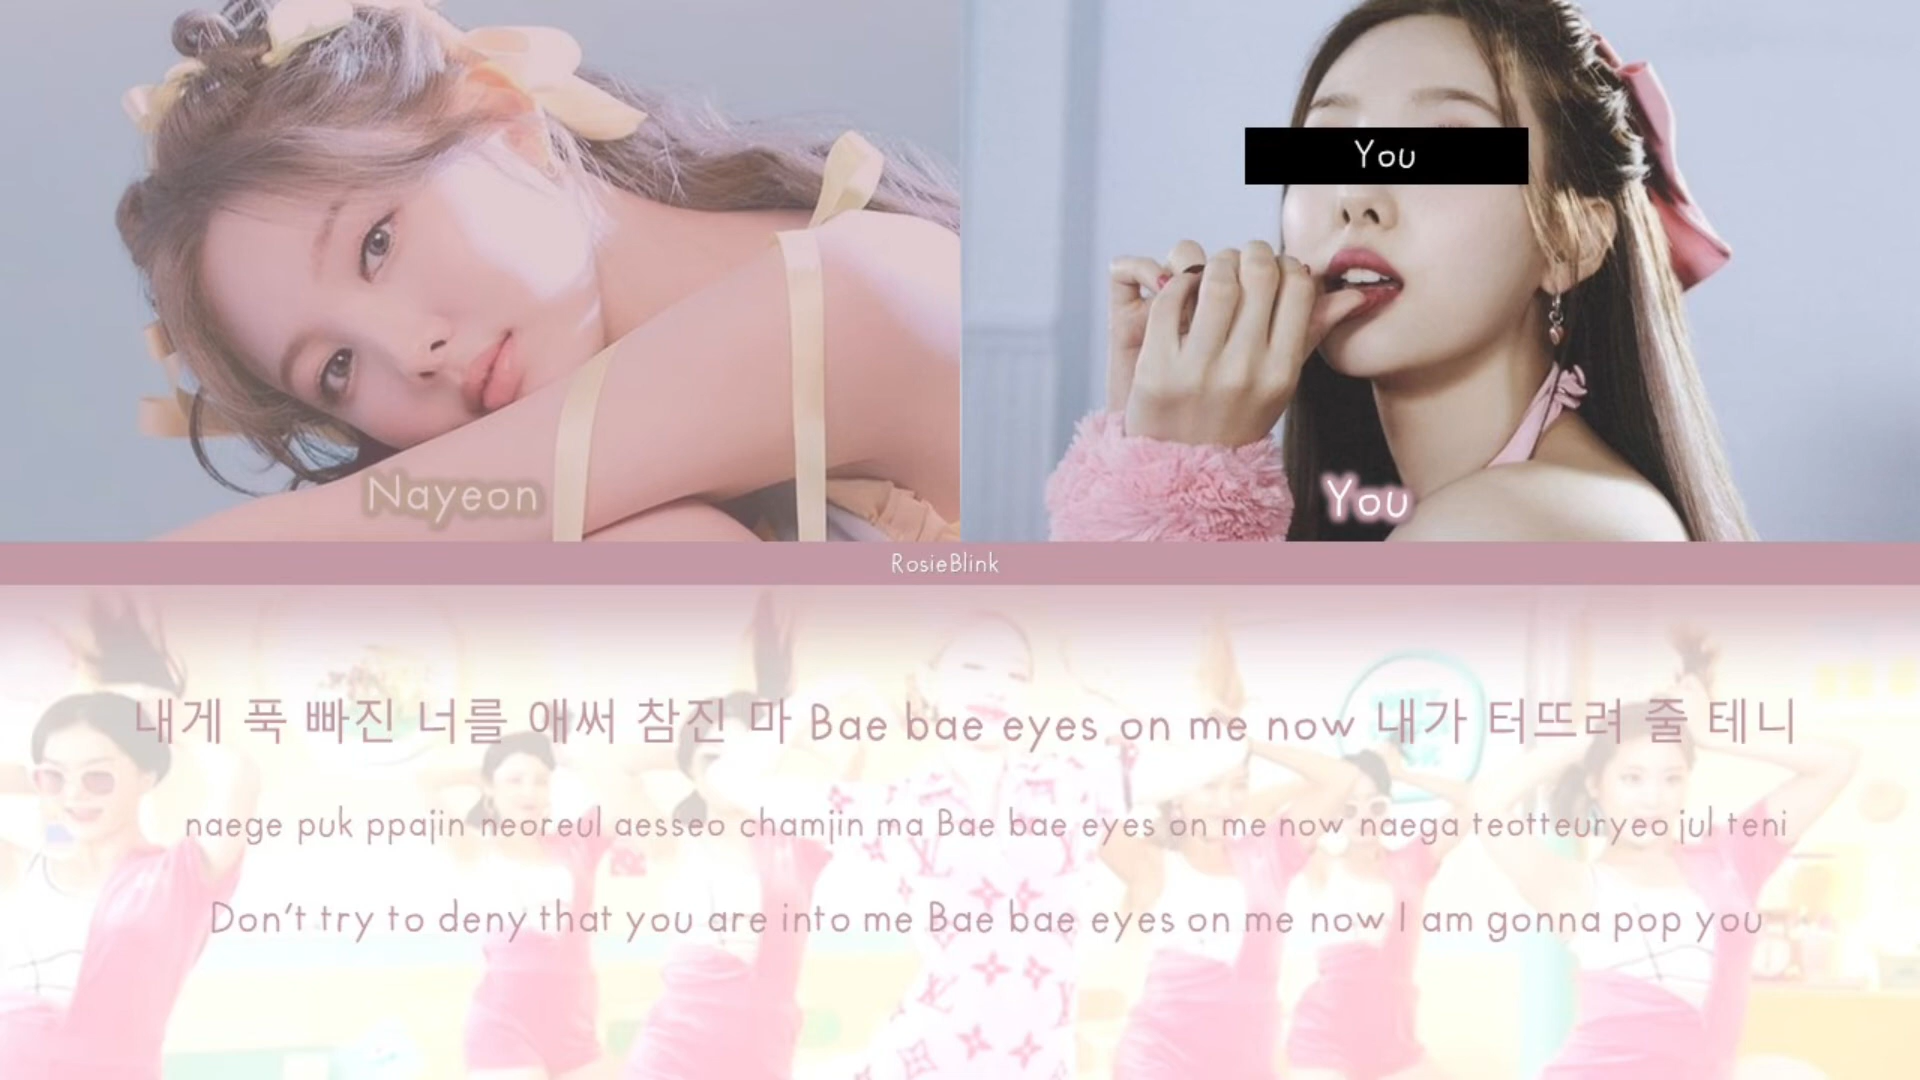 You
Nayeon
You
RosieBlink
내게 푹 빠진 너를 애써 참진 마 Bae bae eyes on me now 내가 터뜨려 줄 테니
naege puk ppajin neoreul aesseo chamjin ma Bae bae eyes on me now naega teotteuryeo jul teni
Don't try to deny that you are into me Bae bae eyes on me now I am gonna pop you